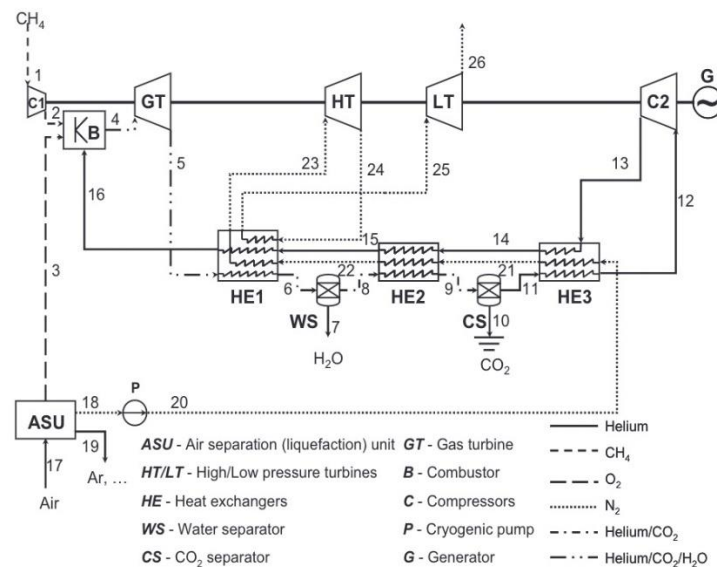 CH₄
1
26
G
C1
GT
HT
LT
C2
2
B
4
5
23
24
25
13
12
16
15
14
3
HE1
6
22
8
HE2
9
21
11
HE3
WS
7
CS
10
H₂O
CO₂
P
ASU
18
20
19
17
Air
Ar, ...
ASU - Air separation (liquefaction) unit
HT/LT - High/Low pressure turbines
HE - Heat exchangers
WS - Water separator
CS - CO₂ separator
GT - Gas turbine
B - Combustor
C - Compressors
P - Cryogenic pump
G - Generator
Helium
CH₄
O₂
N₂
Helium/CO₂
Helium/CO₂/H₂O